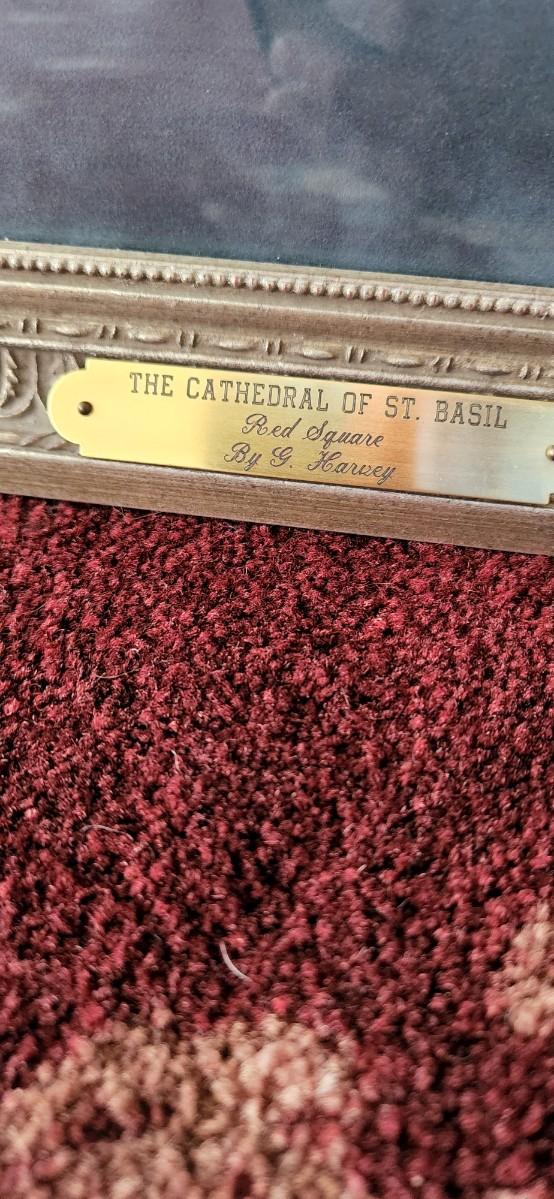 THE CATHEDRAL OF ST. BASIL
Red Square
By G. Harvey